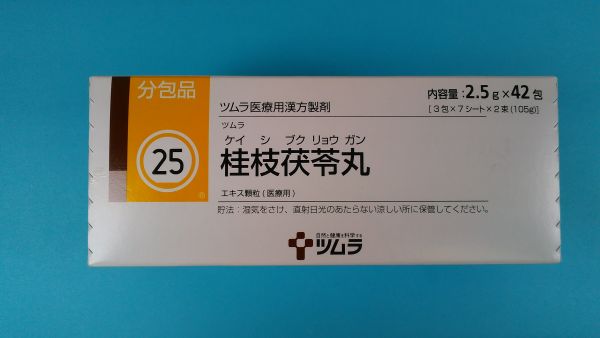 分包品
25
®
ツムラ医療用漢方製剤
内容量:2.5g×42包
[3包×7シート×2束(105g)]
ツムラ
ケイ シ ブク リョウ ガン
桂枝茯苓丸
エキス顆粒(医療用)
貯法:湿気をさけ、直射日光のあたらない涼しい所に保管してください。
自然と健康を科学する
ツムラ